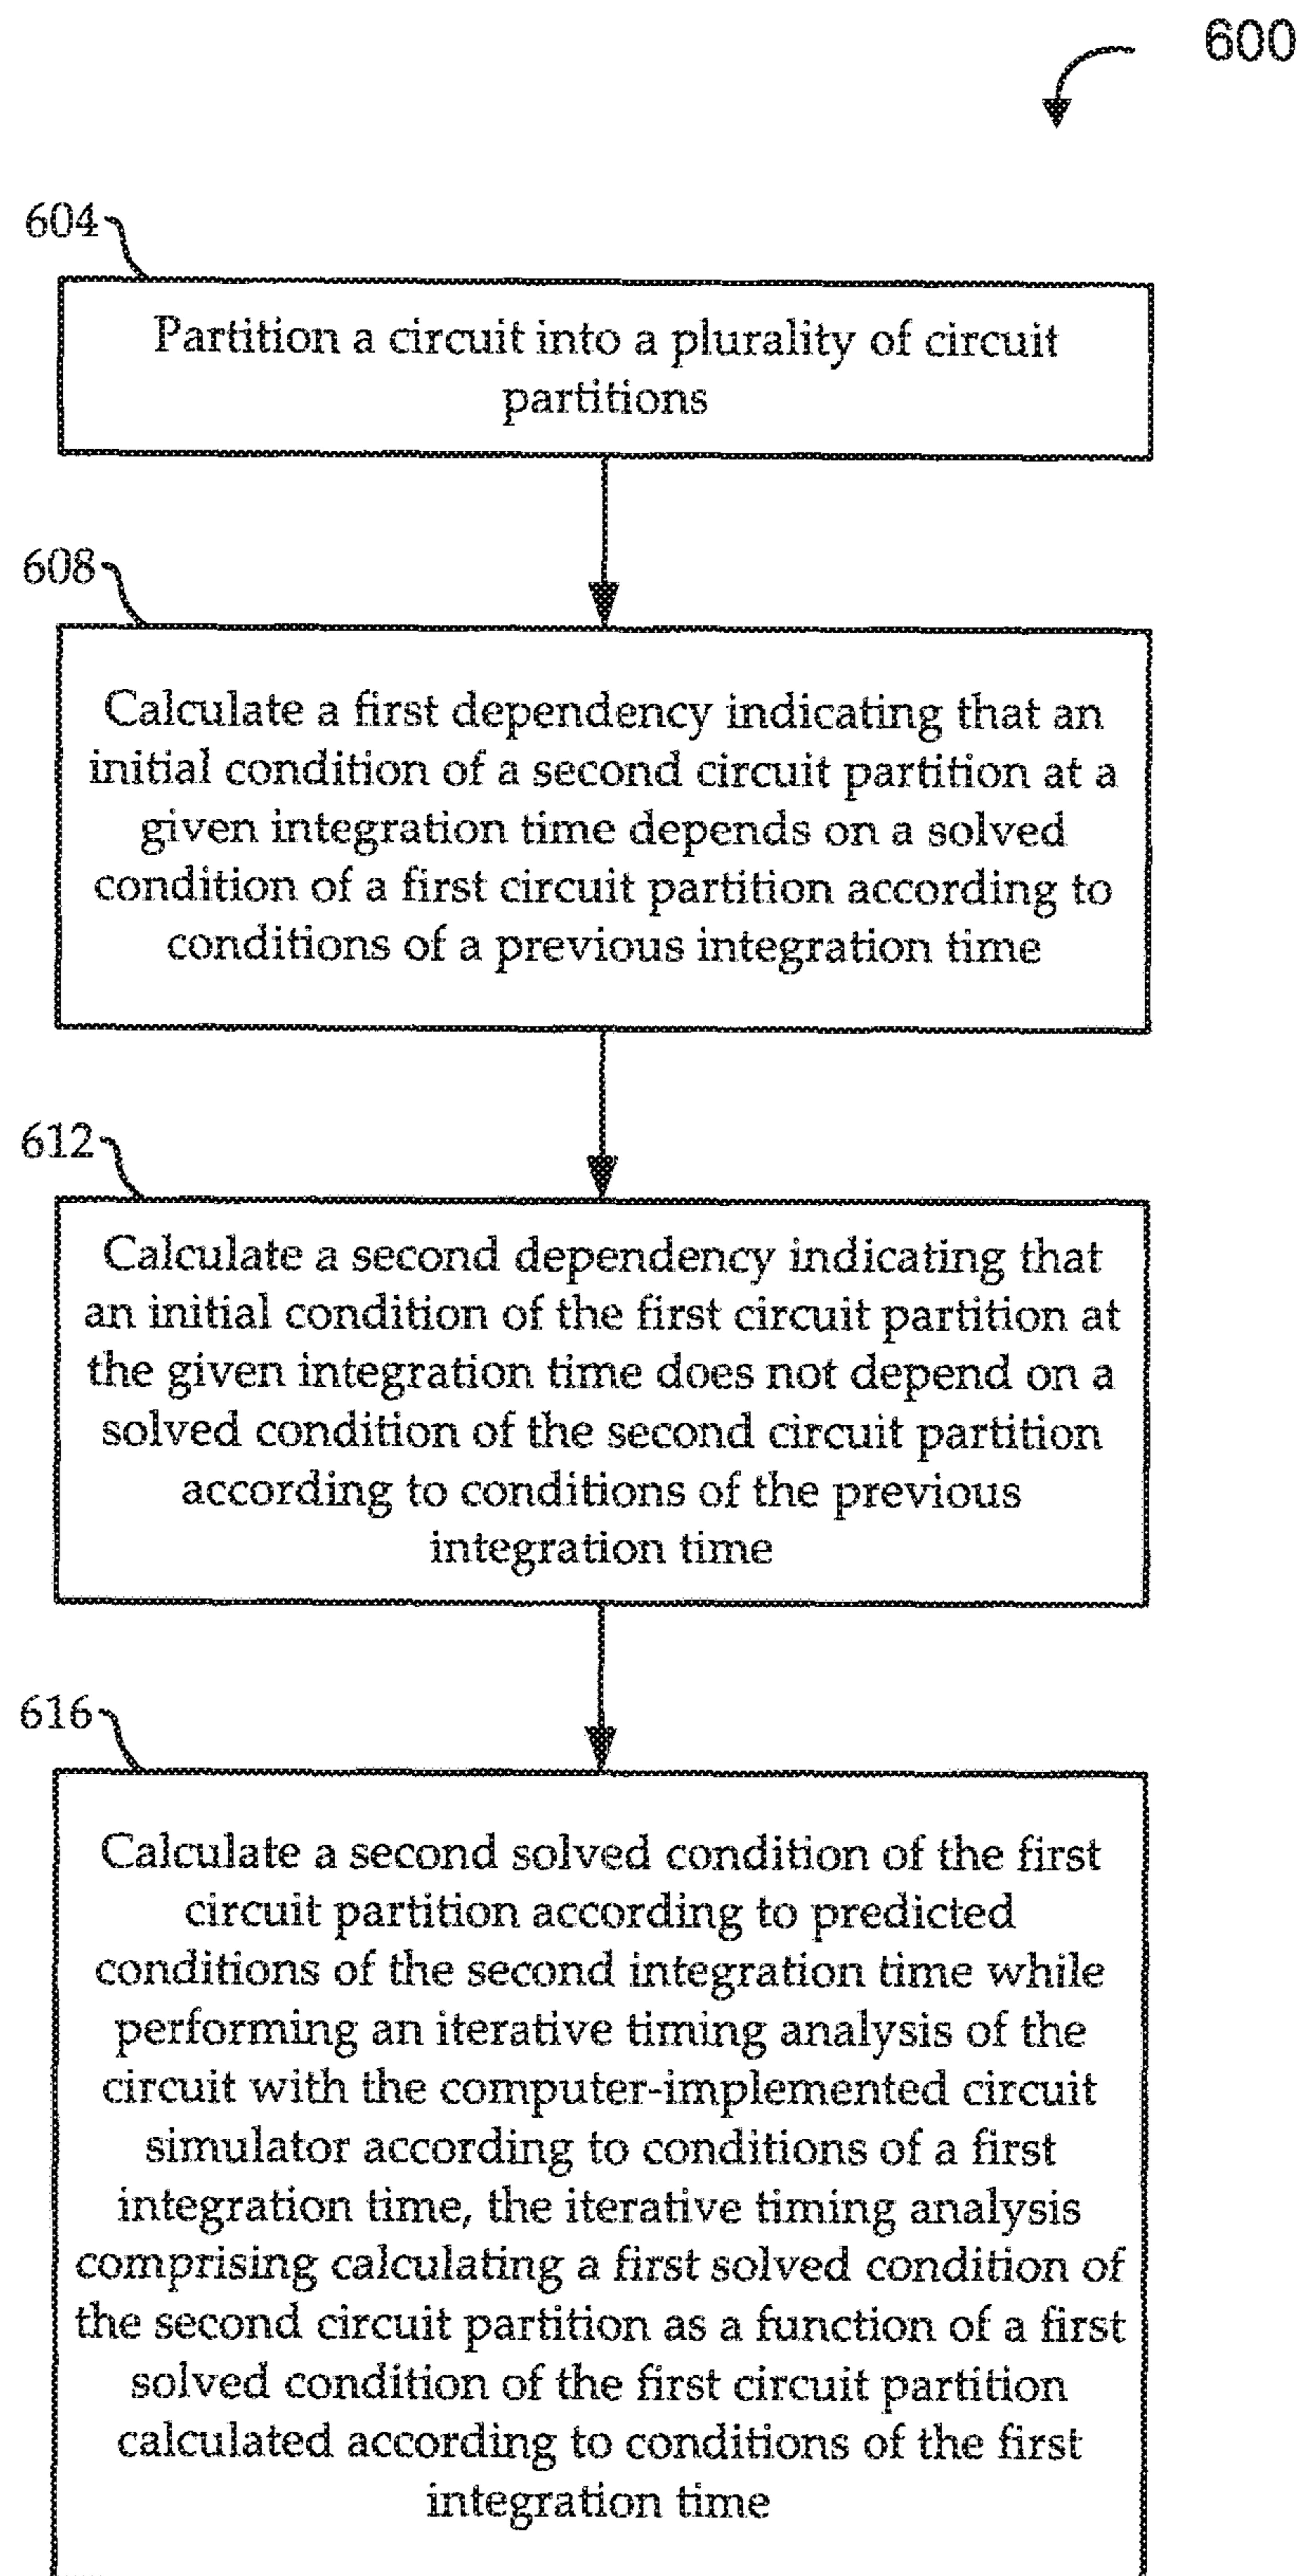 600
604
Partition a circuit into a plurality of circuit
partitions
608
Calculate a first dependency indicating that an
initial condition of a second circuit partition at a
given integration time depends on a solved
condition of a first circuit partition according to
conditions of a previous integration time
612
Calculate a second dependency indicating that
an initial condition of the first circuit partition at
the given integration time does not depend on a
solved condition of the second circuit partition
according to conditions of the previous
integration time
616
Calculate a second solved condition of the first
circuit partition according to predicted
conditions of the second integration time while
performing an iterative timing analysis of the
circuit with the computer-implemented circuit
simulator according to conditions of a first
integration time, the iterative timing analysis
comprising calculating a first solved condition of
the second circuit partition as a function of a first
solved condition of the first circuit partition
calculated according to conditions of the first
integration time